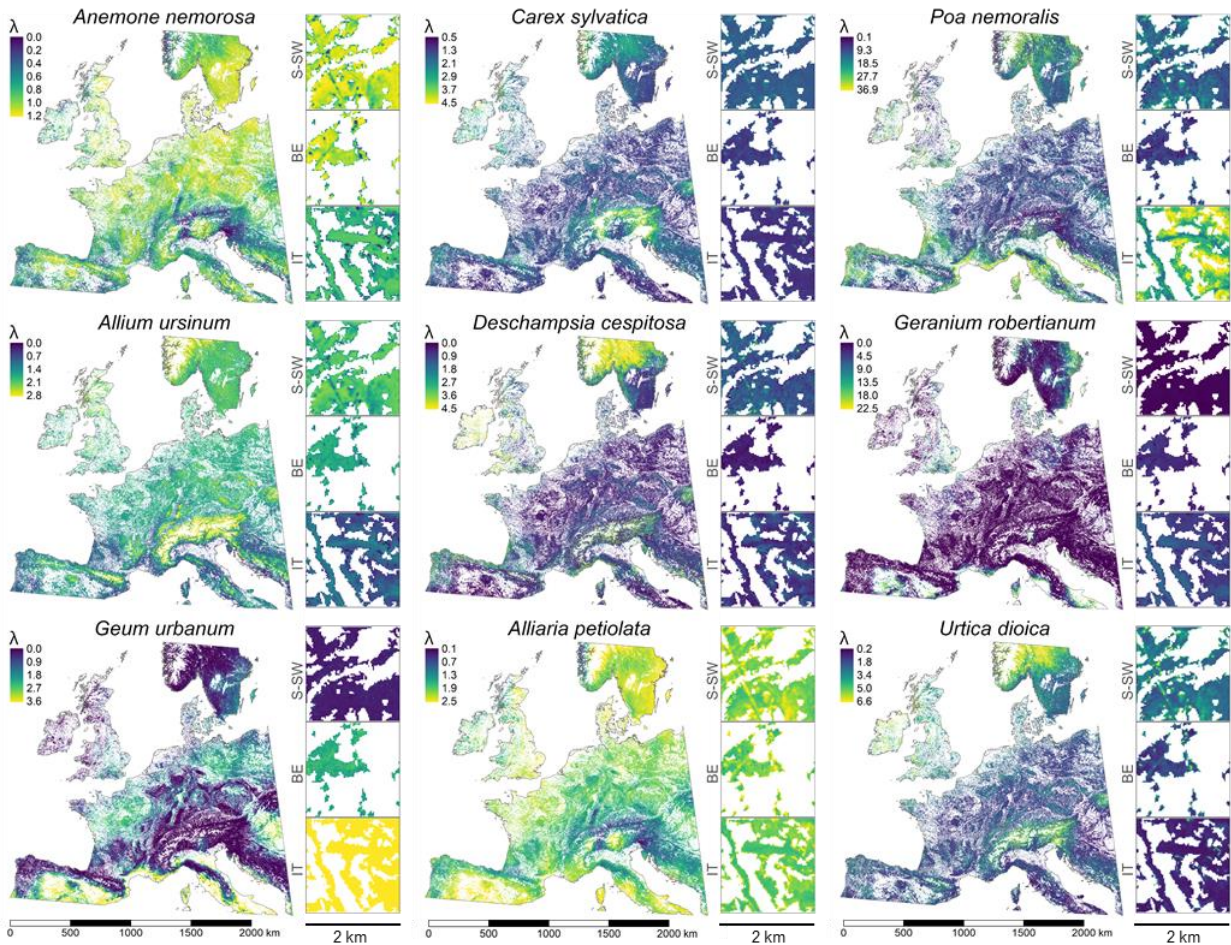 Anemone nemorosa
λ
0.0
0.2
0.4
0.6
0.8
1.0
1.2
S-SW
BE
IT
Carex sylvatica
λ
0.5
1.3
2.1
2.9
3.7
4.5
S-SW
BE
IT
Poa nemoralis
λ
0.1
9.3
18.5
27.7
36.9
S-SW
BE
IT
Allium ursinum
λ
0.0
0.7
1.4
2.1
2.8
S-SW
BE
IT
Deschampsia cespitosa
λ
0.0
0.9
1.8
2.7
3.6
4.5
S-SW
BE
IT
Geranium robertianum
λ
0.0
4.5
9.0
13.5
18.0
22.5
S-SW
BE
IT
Geum urbanum
λ
0.0
0.9
1.8
2.7
3.6
S-SW
BE
IT
Alliaria petiolata
λ
0.1
0.7
1.3
1.9
2.5
S-SW
BE
IT
Urtica dioica
λ
0.2
1.8
3.4
5.0
6.6
S-SW
BE
IT
0 500 1000 1500 2000 km
2 km
0 500 1000 1500 2000 km
2 km
0 500 1000 1500 2000 km
2 km